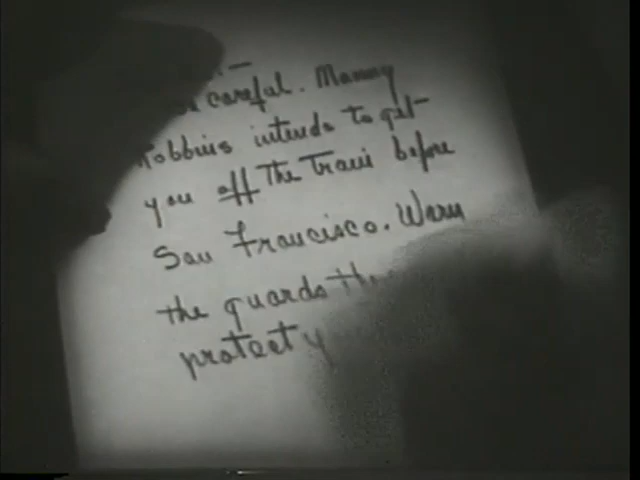 careful. Manny
Robbins intends to get
you off the Train before
San Francisco. Warn
the guards
protect y